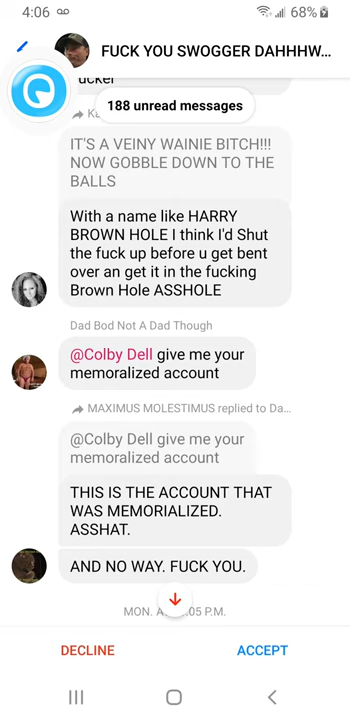 4:06
68%
FUCK YOU SWOGGER DAHHHW...
ucker
188 unread messages
IT'S A VEINY WAINIE BITCH!!!
NOW GOBBLE DOWN TO THE
BALLS
With a name like HARRY
BROWN HOLE I think I'd Shut
the fuck up before u get bent
over an get it in the fucking
Brown Hole ASSHOLE
Dad Bod Not A Dad Though
@Colby Dell give me your
memoralized account
MAXIMUS MOLESTIMUS replied to Da...
@Colby Dell give me your
memoralized account
THIS IS THE ACCOUNT THAT
WAS MEMORIALIZED.
ASSHAT.
AND NO WAY. FUCK YOU.
MON. P.M.
DECLINE
ACCEPT